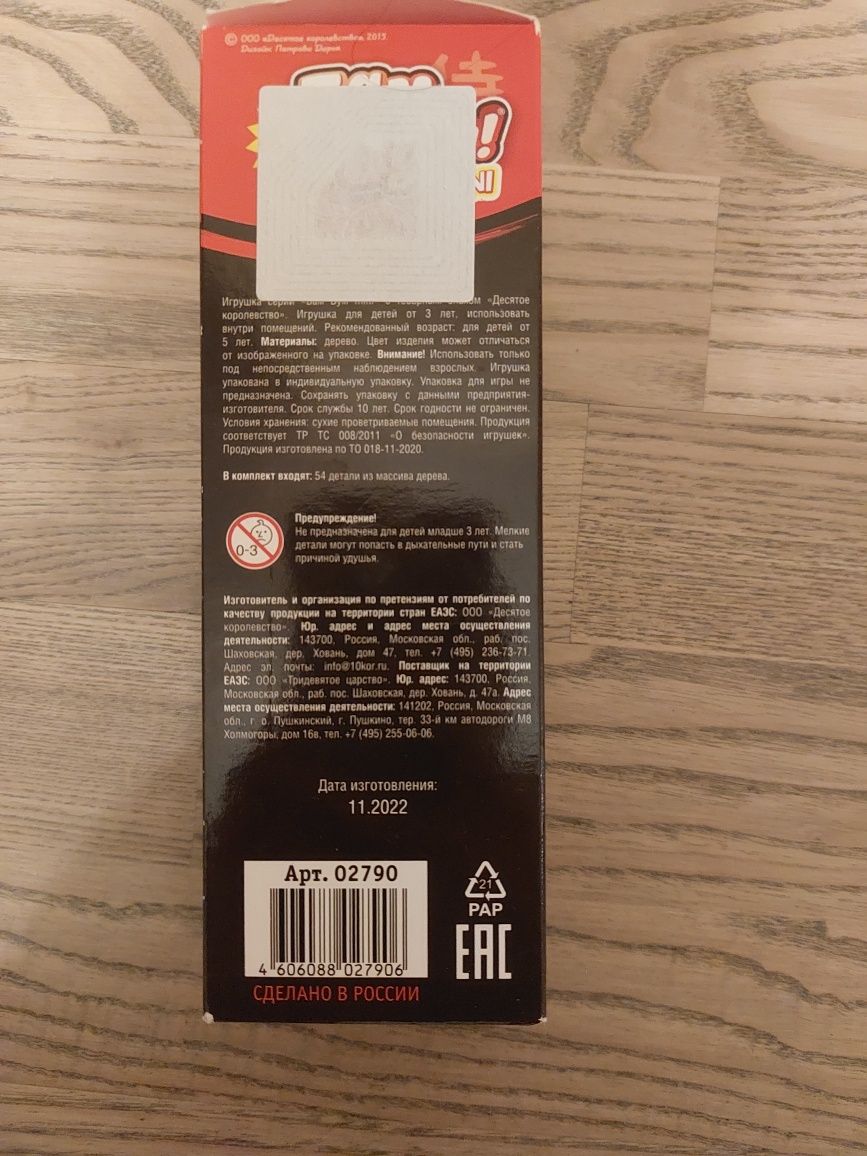 © ООО «Десятое королевство», 2015
Дизайн: Петрова Дарья
侍
NI
Игрушка серии «Бам Бум mini» с товарным знаком «Десятое
королевство». Игрушка для детей от 3 лет, использовать
внутри помещений. Рекомендованный возраст: для детей от
5 лет. Материалы: дерево. Цвет изделия может отличаться
от изображенного на упаковке. Внимание! Использовать только
под непосредственным наблюдением взрослых. Игрушка
упакована в индивидуальную упаковку. Упаковка для игры не
предназначена. Сохранять упаковку с данными предприятия-
изготовителя. Срок службы 10 лет. Срок годности не ограничен.
Условия хранения: сухие проветриваемые помещения. Продукция
соответствует ТР ТС 008/2011 «О безопасности игрушек».
Продукция изготовлена по ТО 018-11-2020.
В комплект входят: 54 детали из массива дерева.
0-3
Предупреждение!
Не предназначена для детей младше 3 лет. Мелкие
детали могут попасть в дыхательные пути и стать
причиной удушья.
Изготовитель и организация по претензиям от потребителей по
качеству продукции на территории стран ЕАЭС: ООО «Десятое
королевство». Юр. адрес и адрес места осуществления
деятельности: 143700, Россия, Московская обл., раб. пос.
Шаховская, дер. Ховань, дом 47, тел. +7 (495) 236-73-71.
Адрес эл. почты: info@10kor.ru. Поставщик на территории
ЕАЭС: ООО «Тридевятое царство». Юр. адрес: 143700, Россия,
Московская обл., раб. пос. Шаховская, дер. Ховань, д. 47а. Адрес
места осуществления деятельности: 141202, Россия, Московская
обл., г. о. Пушкинский, г. Пушкино, тер. 33-й км автодороги М8
Холмогоры, дом 16в, тел. +7 (495) 255-06-06.
Дата изготовления:
11.2022
Арт. 02790
4 606088 027906
СДЕЛАНО В РОССИИ
21
PAP
EAC